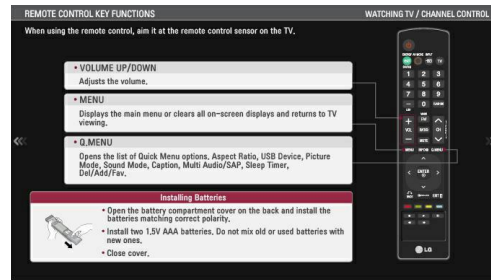 REMOTE CONTROL KEY FUNCTIONS
WATCHING TV / CHANNEL CONTROL
When using the remote control, aim it at the remote control sensor on the TV.
• VOLUME UP/DOWN
Adjusts the volume.
• MENU
Displays the main menu or clears all on-screen displays and returns to TV
viewing.
• Q.MENU
Opens the list of Quick Menu options, Aspect Ratio, USB Device, Picture
Mode, Sound Mode, Caption, Multi Audio/SAP, Sleep Timer,
Del/Add/Fav.
Installing Batteries
• Open the battery compartment cover on the back and install the
batteries matching correct polarity.
• Install two 1,5V AAA batteries. Do not mix old or used batteries with
new ones.
• Close cover.
TV
1 2 3
4 5 6
7 8 9
0
VOL CH
MUTE
MENU Q.MENU
ENTER
LG